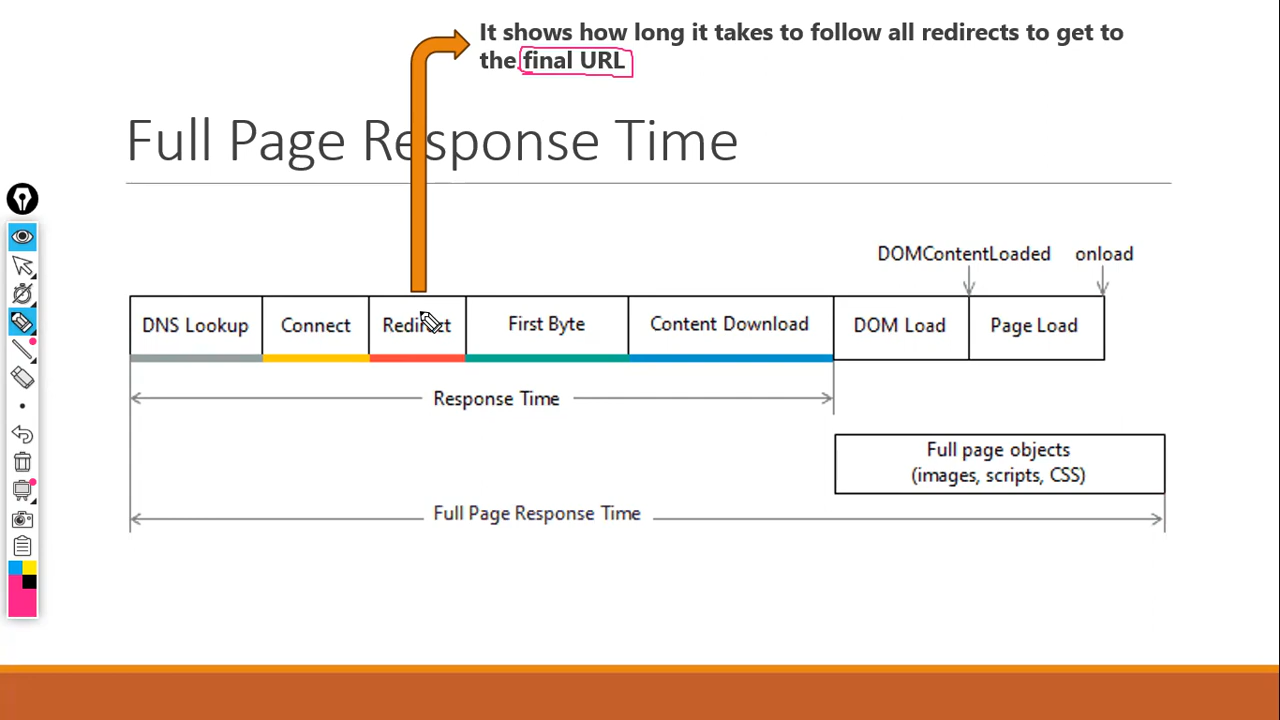 It shows how long it takes to follow all redirects to get to
the final URL
Full Page Response Time
DOMContentLoaded onload
DNS Lookup Connect Redirect First Byte Content Download DOM Load Page Load
Response Time
Full page objects
(images, scripts, CSS)
Full Page Response Time